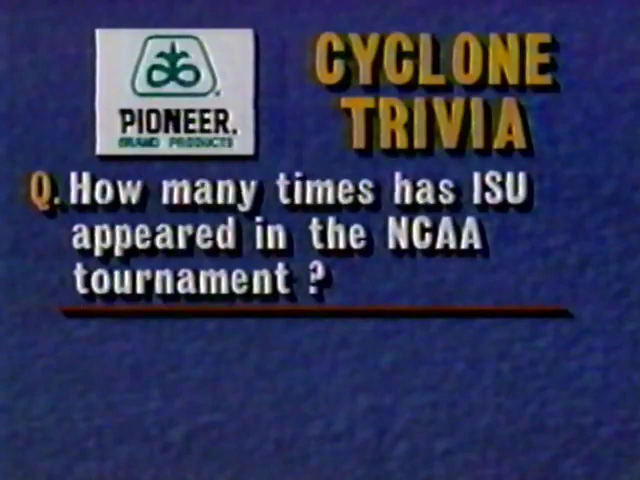 CYCLONE
TRIVIA
PIONEER.
BRAND PRODUCTS
Q. How many times has ISU
appeared in the NCAA
tournament ?